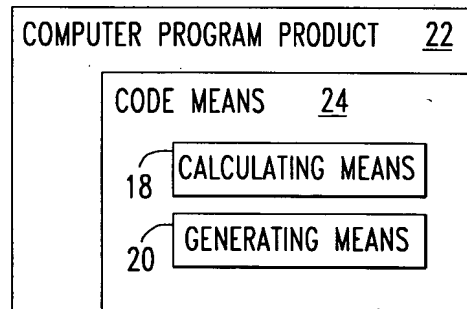 COMPUTER PROGRAM PRODUCT 22
CODE MEANS 24
18 CALCULATING MEANS
20 GENERATING MEANS